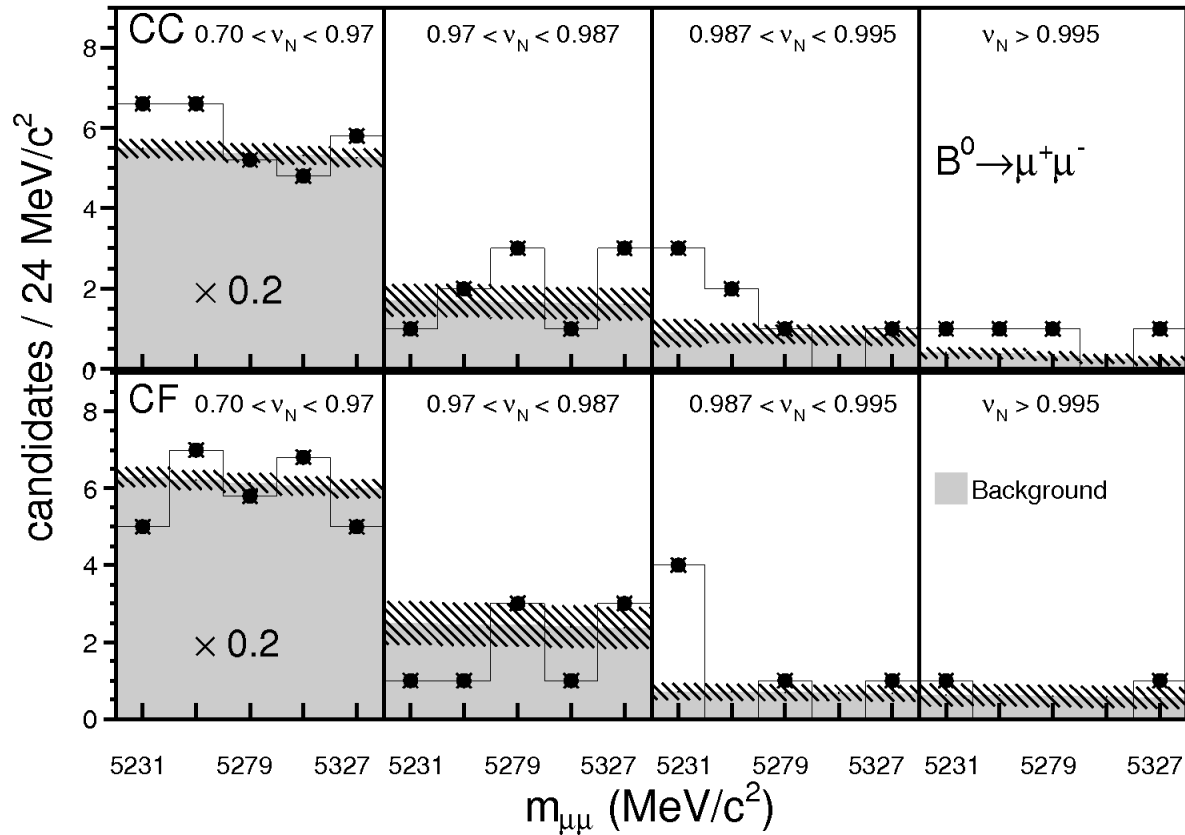 CC 0.70 < ν_N < 0.97
0.97 < ν_N < 0.987
0.987 < ν_N < 0.995
ν_N > 0.995
8
6
4
2
0
× 0.2
B⁰→μ⁺μ⁻
candidates / 24 MeV/c²
CF 0.70 < ν_N < 0.97
0.97 < ν_N < 0.987
0.987 < ν_N < 0.995
ν_N > 0.995
8
6
4
2
0
× 0.2
Background
5231 5279 5327 5231 5279 5327 5231 5279 5327 5231 5279 5327
m_μμ (MeV/c²)